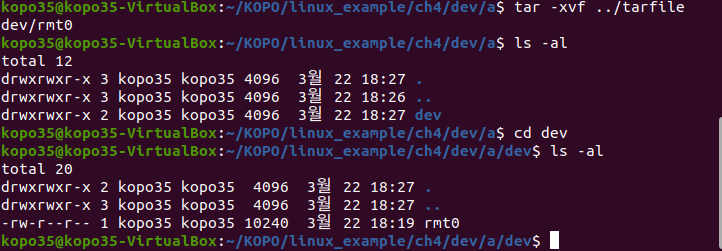 kopo35@kopo35-VirtualBox:~/KOPO/linux_example/ch4/dev/a$ tar -xvf ../tarfile
dev/rmt0
kopo35@kopo35-VirtualBox:~/KOPO/linux_example/ch4/dev/a$ ls -al
total 12
drwxrwxr-x 3 kopo35 kopo35 4096  3월 22 18:27 .
drwxrwxr-x 3 kopo35 kopo35 4096  3월 22 18:26 ..
drwxrwxr-x 2 kopo35 kopo35 4096  3월 22 18:27 dev
kopo35@kopo35-VirtualBox:~/KOPO/linux_example/ch4/dev/a$ cd dev
kopo35@kopo35-VirtualBox:~/KOPO/linux_example/ch4/dev/a/dev$ ls -al
total 20
drwxrwxr-x 2 kopo35 kopo35  4096  3월 22 18:27 .
drwxrwxr-x 3 kopo35 kopo35  4096  3월 22 18:27 ..
-rw-r--r-- 1 kopo35 kopo35 10240  3월 22 18:19 rmt0
kopo35@kopo35-VirtualBox:~/KOPO/linux_example/ch4/dev/a/dev$